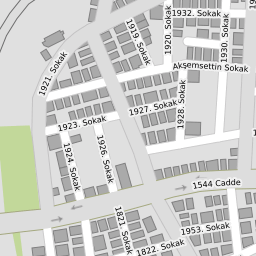 1932. Sokak
1919. Sokak
1920. Sokak
1930. Sokak
1921. Sokak
Akşemsettin Sokak
1927. Sokak
1928. Sokak
1923. Sokak
1924. Sokak
1926. Sokak
1544 Cadde
1821. Sokak
1953. Sokak
1822. Sokak